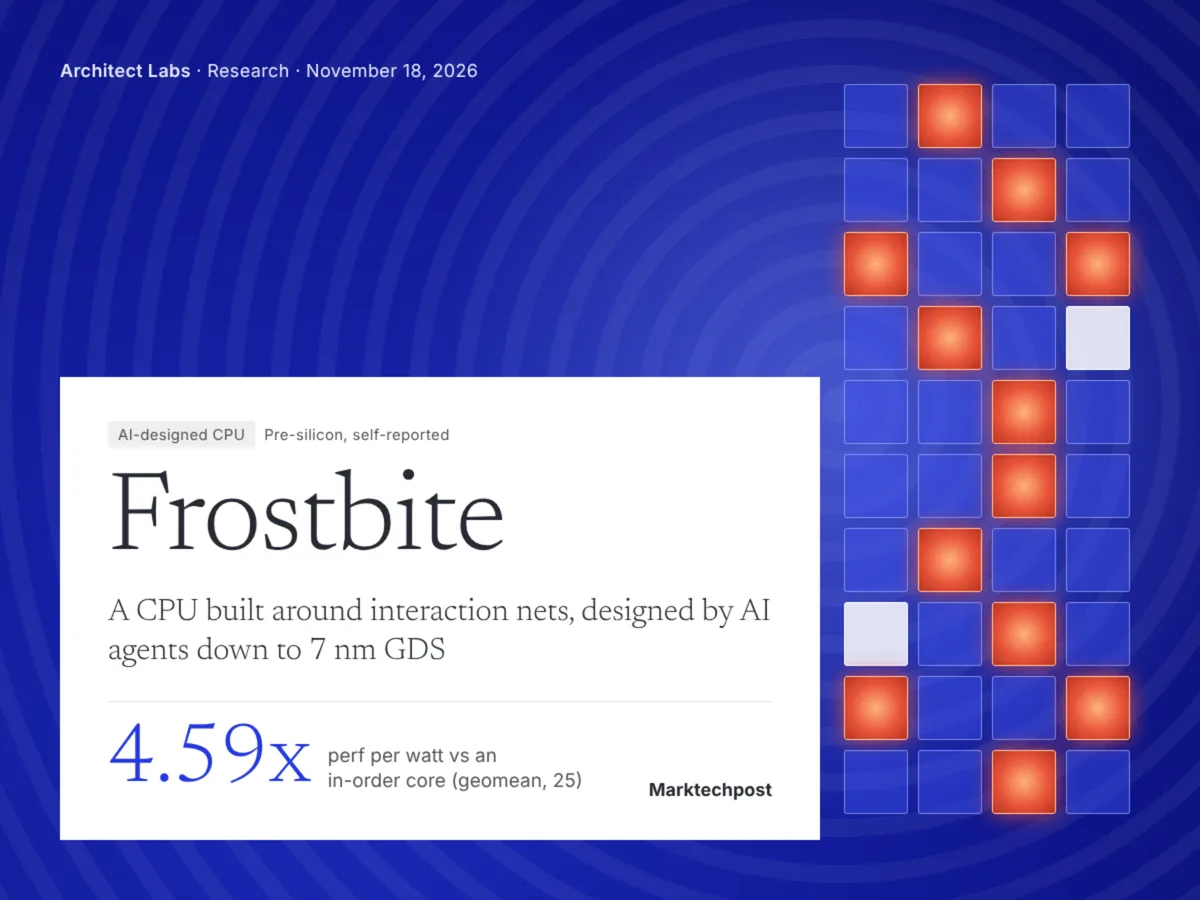 Architect Labs · Research · November 18, 2026
AI-designed CPU Pre-silicon, self-reported
Frostbite
A CPU built around interaction nets, designed by AI
agents down to 7 nm GDS
4.59x
perf per watt vs an
in-order core (geomean, 25)
Marktechpost